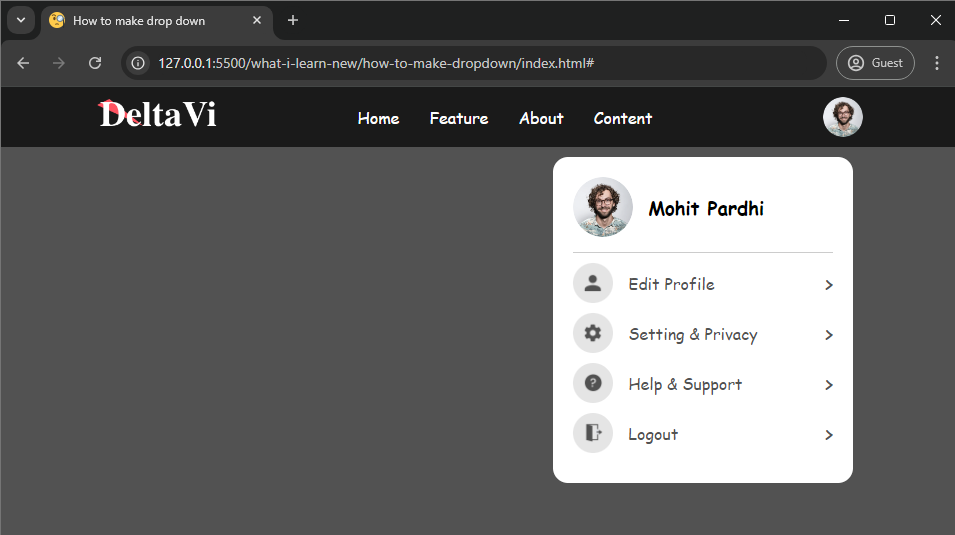 How to make drop down
127.0.0.1:5500/what-i-learn-new/how-to-make-dropdown/index.html#
Guest
DeltaVi
Home Feature About Content
Mohit Pardhi
Edit Profile >
Setting & Privacy >
Help & Support >
Logout >